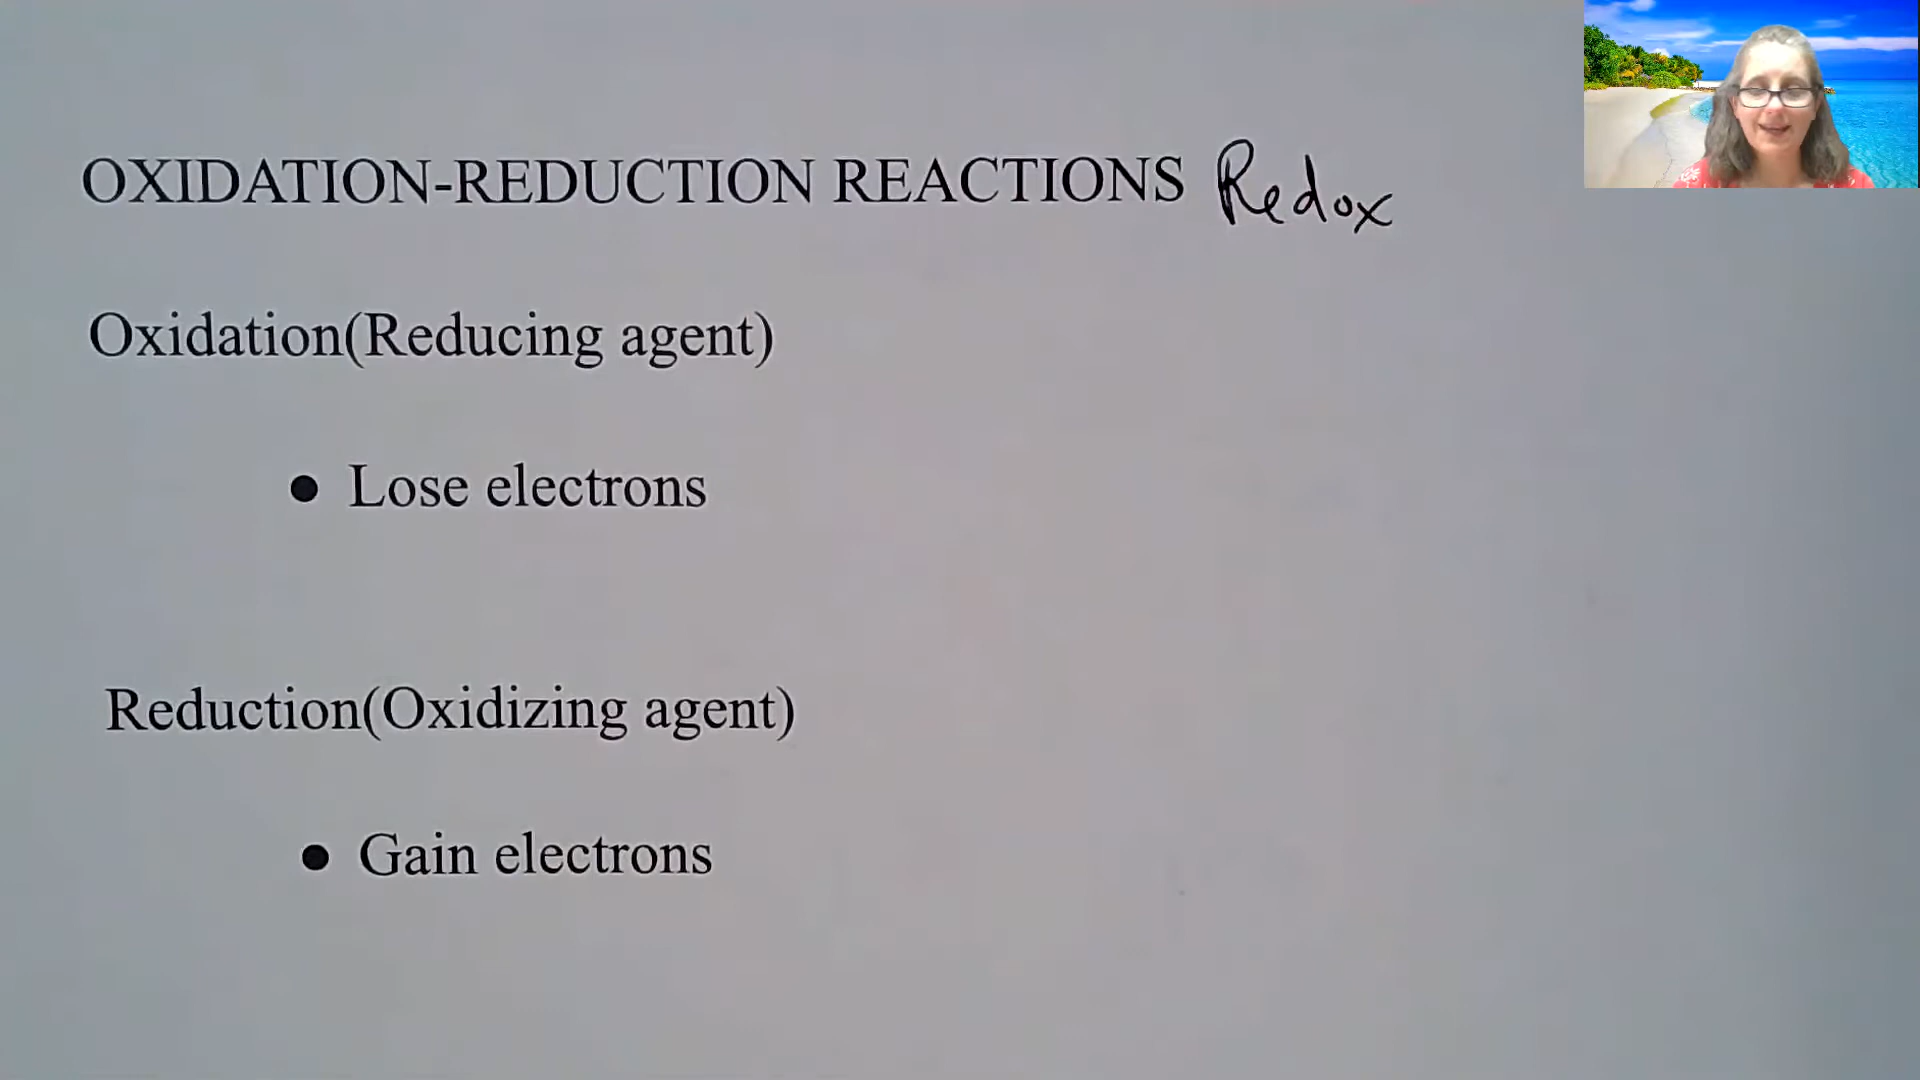 OXIDATION-REDUCTION REACTIONS Redox
Oxidation(Reducing agent)
● Lose electrons
Reduction(Oxidizing agent)
● Gain electrons